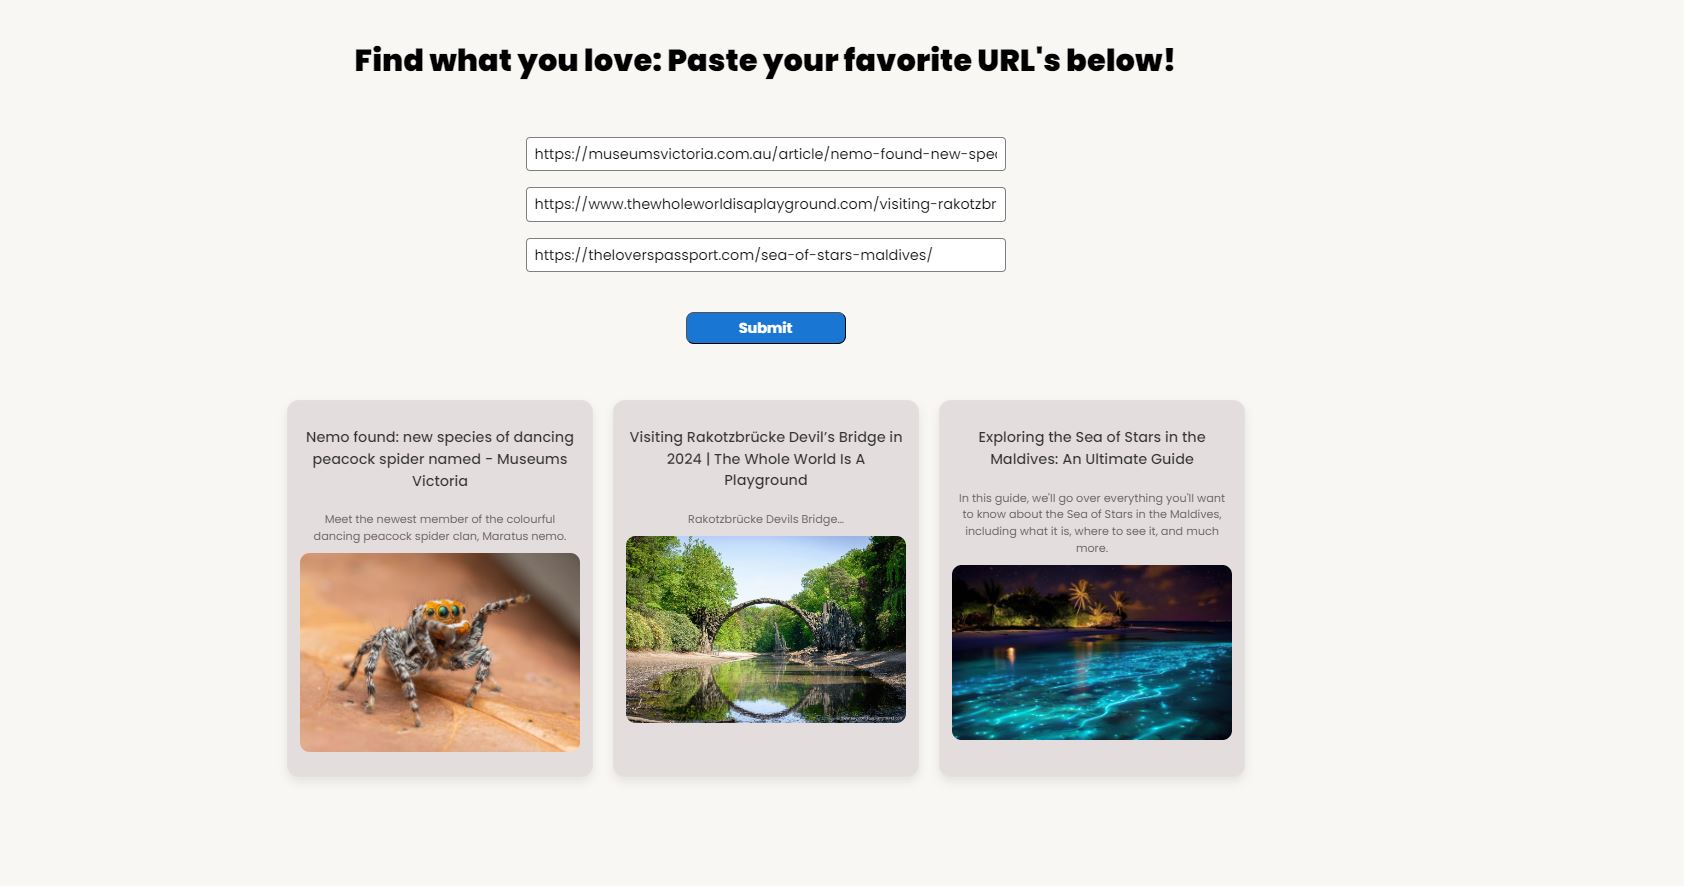 Find what you love: Paste your favorite URL's below!
https://museumsvictoria.com.au/article/nemo-found-new-spec
https://www.thewholeworldisaplayground.com/visiting-rakotzbr
https://theloverspassport.com/sea-of-stars-maldives/
Submit
Nemo found: new species of dancing
peacock spider named - Museums
Victoria
Meet the newest member of the colourful
dancing peacock spider clan, Maratus nemo.
Visiting Rakotzbrücke Devil’s Bridge in
2024 | The Whole World Is A
Playground
Rakotzbrücke Devils Bridge...
Exploring the Sea of Stars in the
Maldives: An Ultimate Guide
In this guide, we'll go over everything you'll want
to know about the Sea of Stars in the Maldives,
including what it is, where to see it, and much
more.